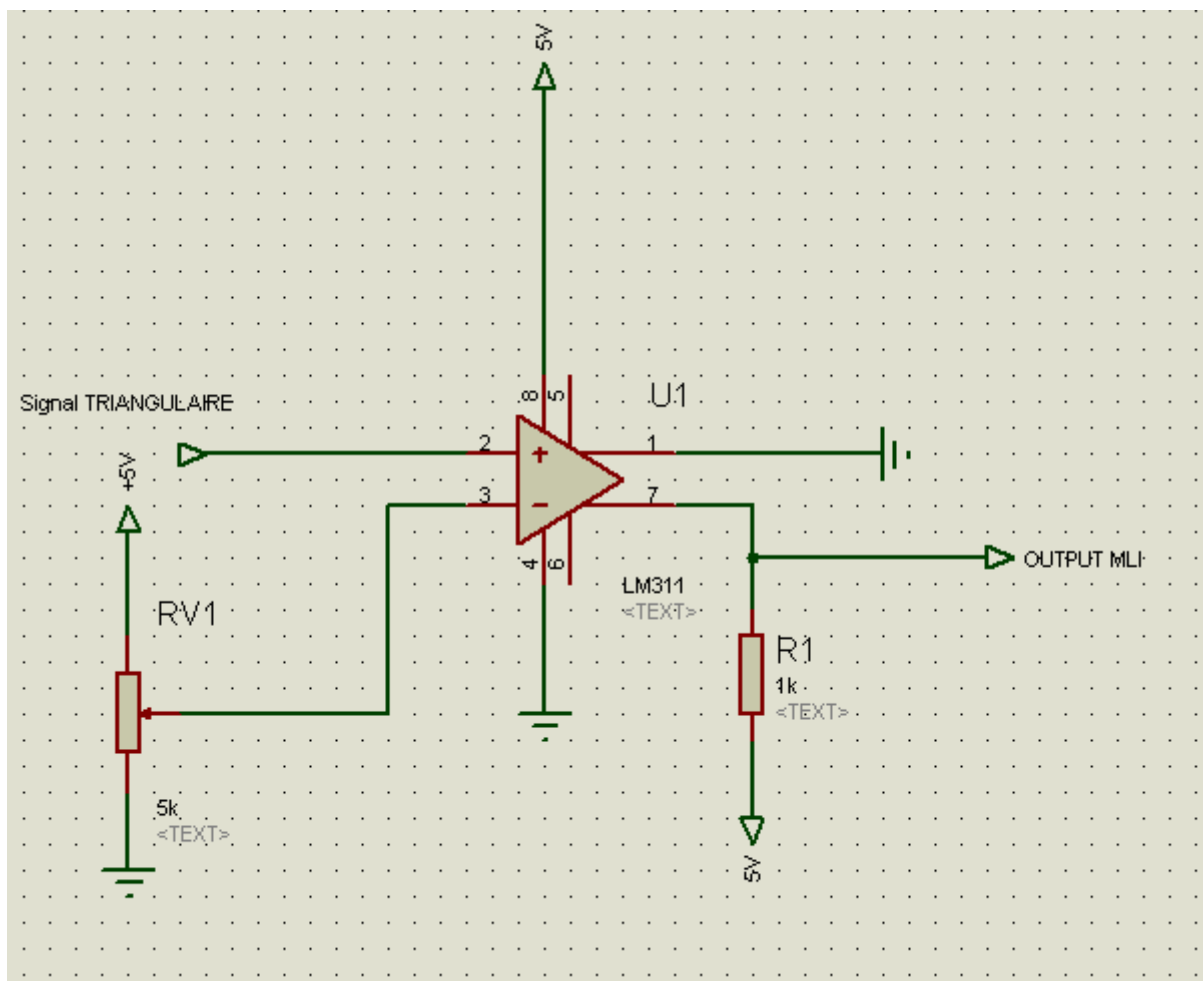 5V
8
5
U1
Signal TRIANGULAIRE
2
+
1
+5V
3
-
7
4
6
OUTPUT MLI
LM311
<TEXT>
RV1
R1
1k
<TEXT>
5k
<TEXT>
5V